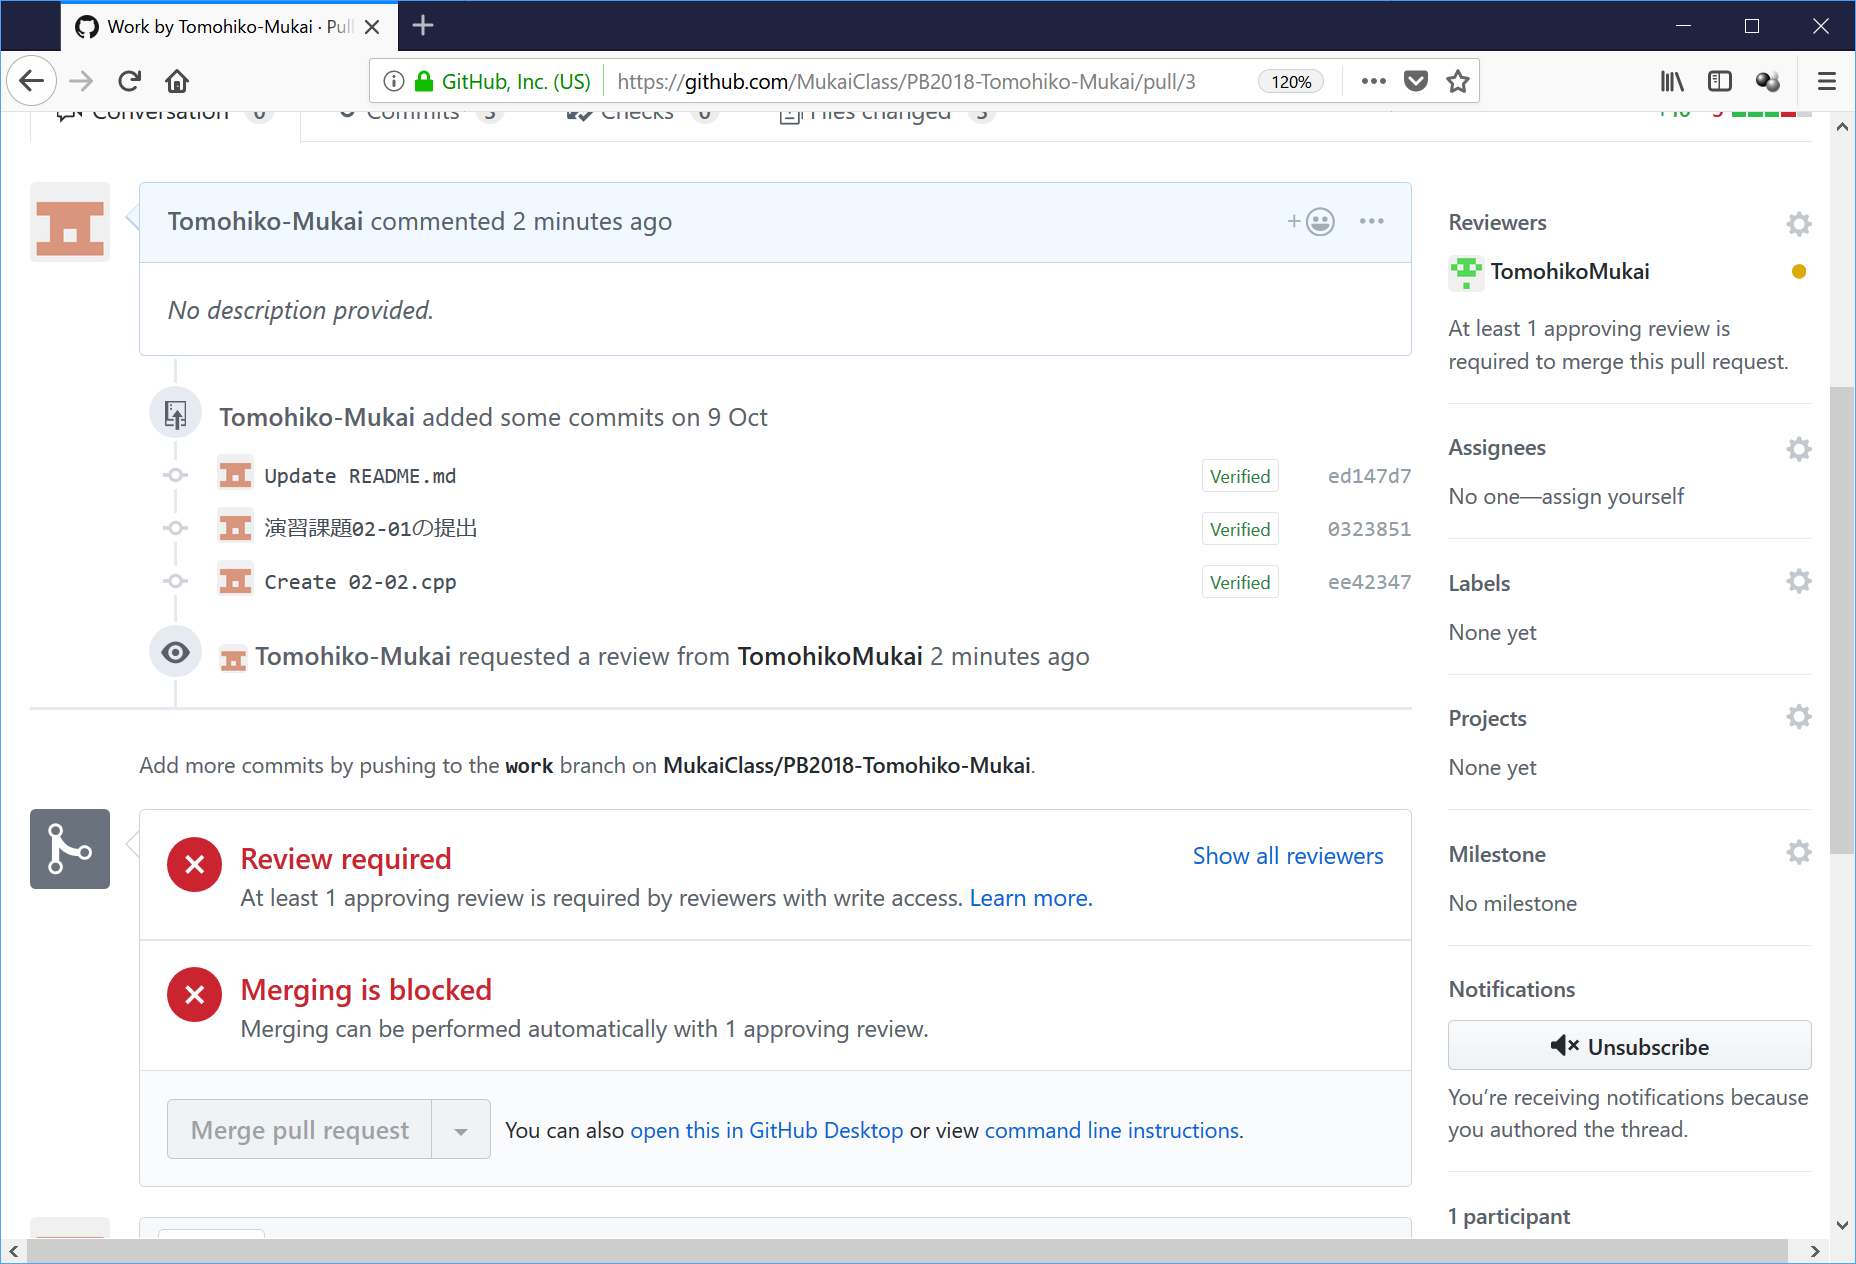 Work by Tomohiko-Mukai · Pull
GitHub, Inc. (US)
https://github.com/MukaiClass/PB2018-Tomohiko-Mukai/pull/3
120%
Conversation 0
Commits 3
Checks 0
Files changed 3
Tomohiko-Mukai commented 2 minutes ago
No description provided.
Tomohiko-Mukai added some commits on 9 Oct
Update README.md Verified ed147d7
演習課題02-01の提出 Verified 0323851
Create 02-02.cpp Verified ee42347
Tomohiko-Mukai requested a review from TomohikoMukai 2 minutes ago
Add more commits by pushing to the work branch on MukaiClass/PB2018-Tomohiko-Mukai.
Review required
Show all reviewers
At least 1 approving review is required by reviewers with write access. Learn more.
Merging is blocked
Merging can be performed automatically with 1 approving review.
Merge pull request
You can also open this in GitHub Desktop or view command line instructions.
Reviewers
TomohikoMukai
At least 1 approving review is
required to merge this pull request.
Assignees
No one—assign yourself
Labels
None yet
Projects
None yet
Milestone
No milestone
Notifications
Unsubscribe
You're receiving notifications because
you authored the thread.
1 participant